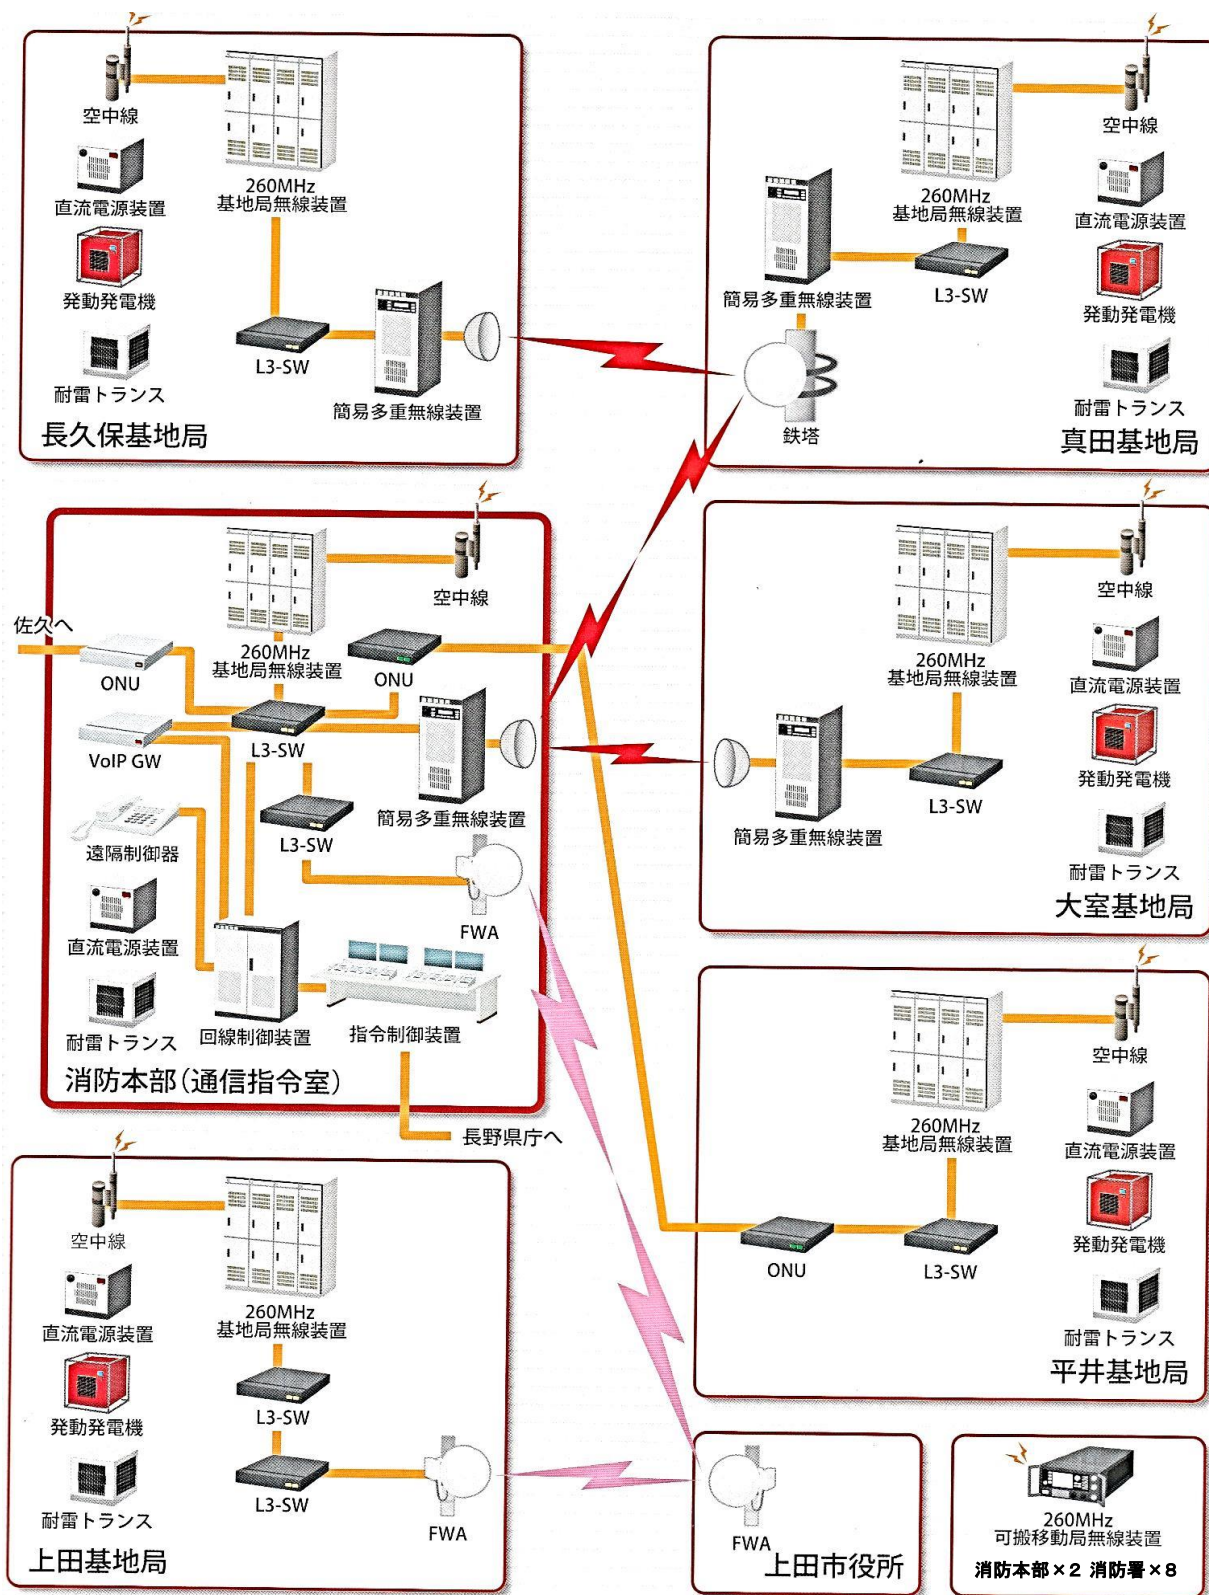 空中線
260MHz
基地局無線装置
直流電源装置
発動発電機
L3-SW
耐雷トランス
簡易多重無線装置
長久保基地局
空中線
260MHz
基地局無線装置
直流電源装置
簡易多重無線装置
L3-SW
発動発電機
耐雷トランス
鉄塔
真田基地局
佐久へ
空中線
260MHz
基地局無線装置
ONU
ONU
L3-SW
VoIP GW
簡易多重無線装置
L3-SW
遠隔制御器
FWA
直流電源装置
耐雷トランス
回線制御装置
指令制御装置
消防本部(通信指令室)
長野県庁へ
空中線
260MHz
基地局無線装置
直流電源装置
発動発電機
L3-SW
簡易多重無線装置
耐雷トランス
大室基地局
空中線
260MHz
基地局無線装置
直流電源装置
発動発電機
ONU
L3-SW
耐雷トランス
平井基地局
空中線
260MHz
基地局無線装置
直流電源装置
発動発電機
L3-SW
L3-SW
耐雷トランス
FWA
上田基地局
FWA
上田市役所
260MHz
可搬移動局無線装置
消防本部×2 消防署×8